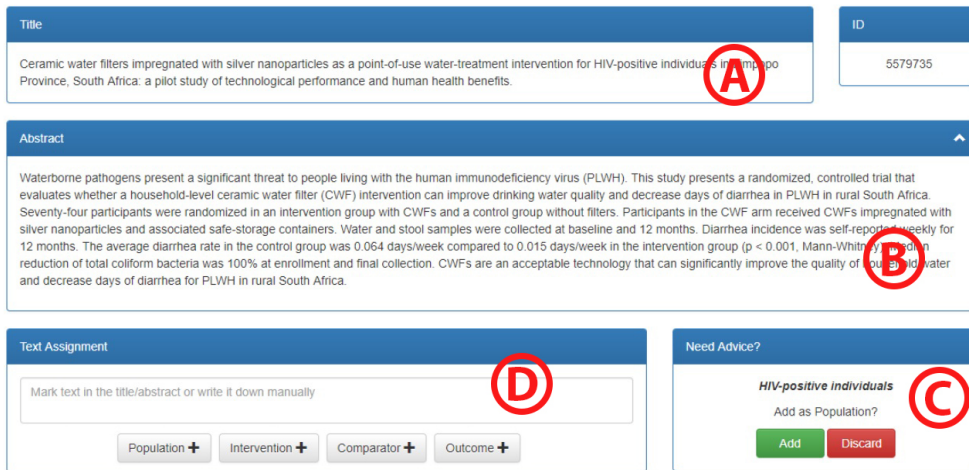 Title
ID
Ceramic water filters impregnated with silver nanoparticles as a point-of-use water-treatment intervention for HIV-positive individuals in Limpopo
Province, South Africa: a pilot study of technological performance and human health benefits.
5579735
A
Abstract
Waterborne pathogens present a significant threat to people living with the human immunodeficiency virus (PLWH). This study presents a randomized, controlled trial that
evaluates whether a household-level ceramic water filter (CWF) intervention can improve drinking water quality and decrease days of diarrhea in PLWH in rural South Africa.
Seventy-four participants were randomized in an intervention group with CWFs and a control group without filters. Participants in the CWF arm received CWFs impregnated with
silver nanoparticles and associated safe-storage containers. Water and stool samples were collected at baseline and 12 months. Diarrhea incidence was self-reported weekly for
12 months. The average diarrhea rate in the control group was 0.064 days/week compared to 0.015 days/week in the intervention group (p < 0.001, Mann-Whitney). Median
reduction of total coliform bacteria was 100% at enrollment and final collection. CWFs are an acceptable technology that can significantly improve the quality of household water
and decrease days of diarrhea for PLWH in rural South Africa.
B
Text Assignment
Mark text in the title/abstract or write it down manually
D
Population +
Intervention +
Comparator +
Outcome +
Need Advice?
HIV-positive individuals
Add as Population?
C
Add
Discard